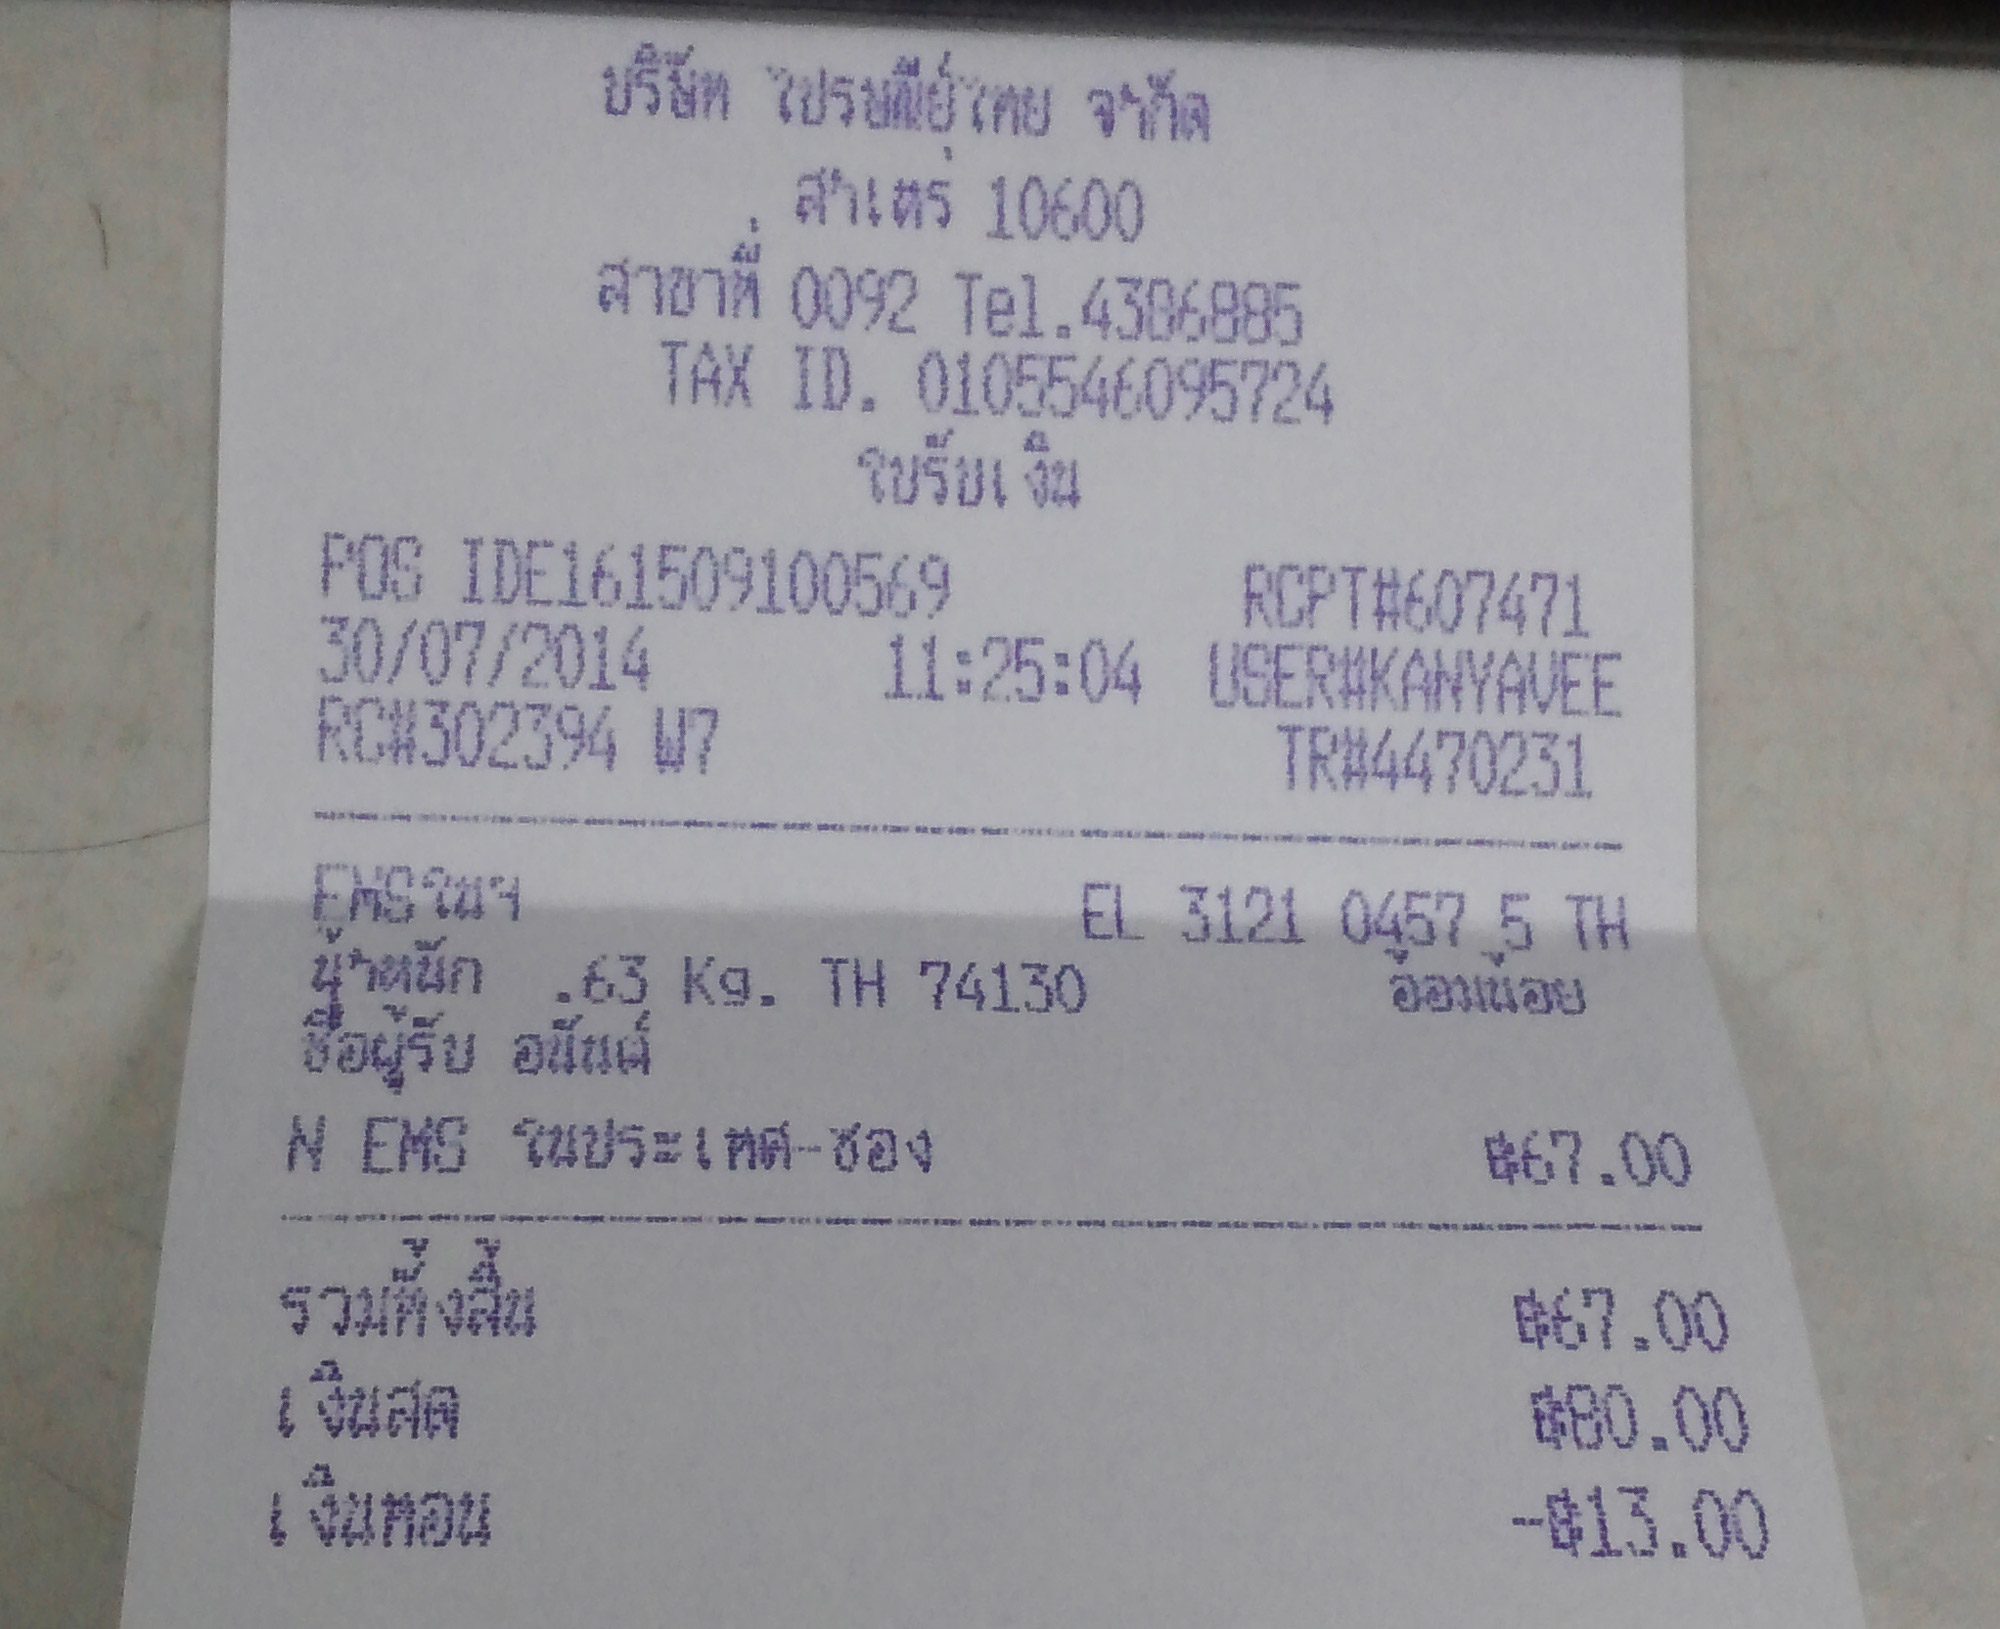 บริษัท ไปรษณีย์ไทย จำกัด
สำเหร่ 10600
สาขาที่ 0092 Tel.4386885
TAX ID. 0105546095724
ใบรับเงิน
POS IDE161509100569 RCPT#607471
30/07/2014 11:25:04 USER#KANYAVEE
RC#302394 W7 TR#4470231
EMSในฯ EL 3121 0457 5 TH
น้ำหนัก .63 Kg. TH 74130 อ้อมน้อย
ชื่อผู้รับ อนันต์
N EMS ในประเทศ-ซอง ฿67.00
รวมทั้งสิ้น ฿67.00
เงินสด ฿80.00
เงินทอน -฿13.00